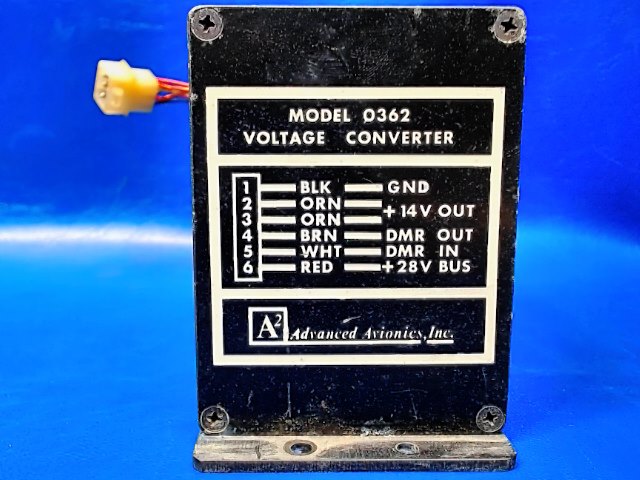 MODEL 0362
VOLTAGE CONVERTER
1 BLK GND
2 ORN
+14V OUT
3 ORN
4 BRN DMR OUT
5 WHT DMR IN
6 RED +28V BUS
A² Advanced Avionics, Inc.